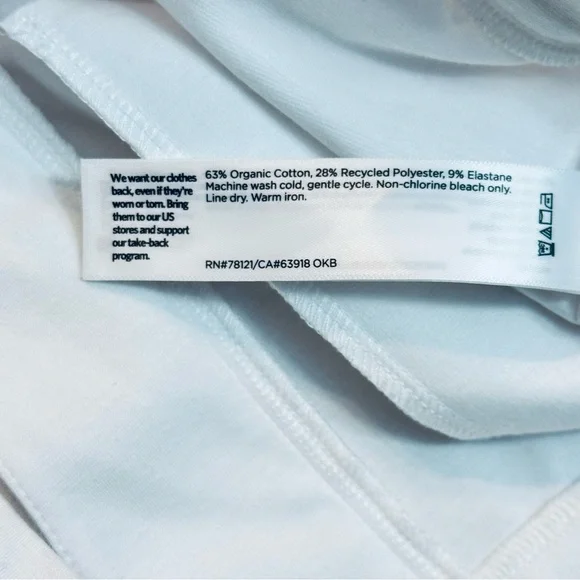 We want our clothes
back, even if they're
worn or torn. Bring
them to our US
stores and support
our take-back
program.
63% Organic Cotton, 28% Recycled Polyester, 9% Elastane
Machine wash cold, gentle cycle. Non-chlorine bleach only.
Line dry. Warm iron.
RN#78121/CA#63918 OKB